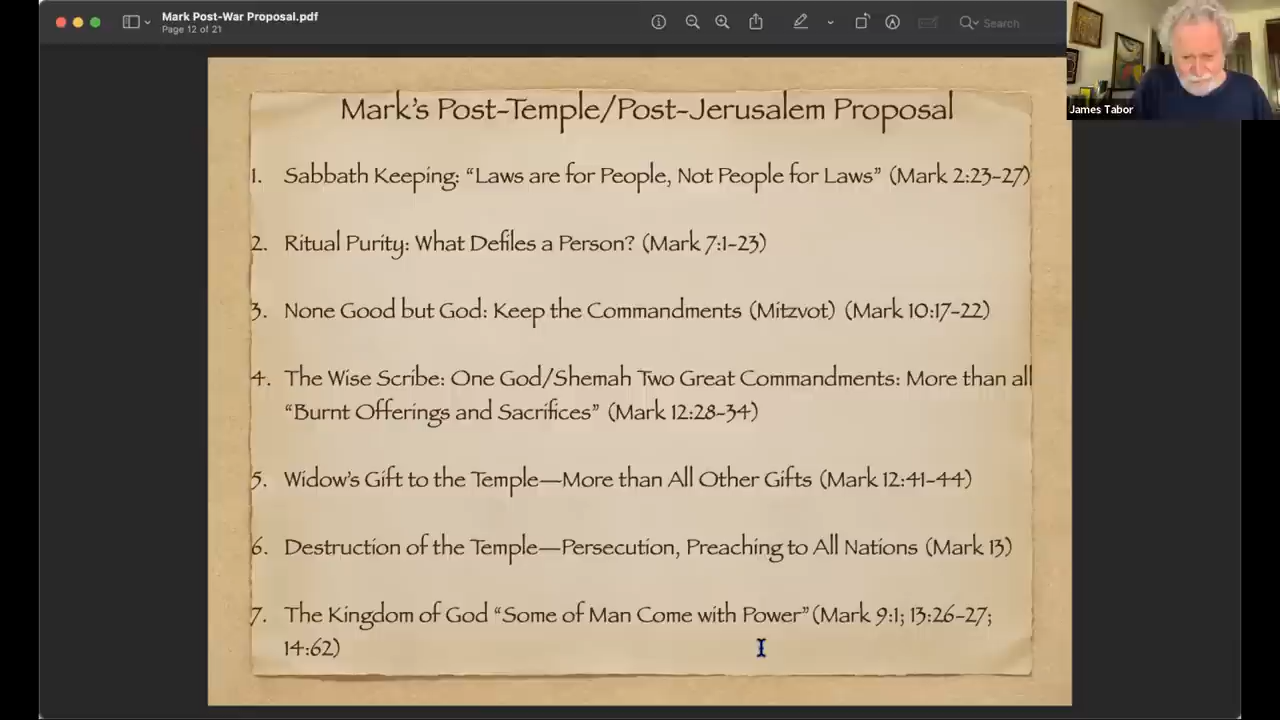 Mark Post-War Proposal.pdf
Page 12 of 21
Search
James Tabor
Mark's Post-Temple/Post-Jerusalem Proposal
1. Sabbath Keeping: "Laws are for People, Not People for Laws" (Mark 2:23-27)
2. Ritual Purity: What Defiles a Person? (Mark 7:1-23)
3. None Good but God: Keep the Commandments (Mitzvot) (Mark 10:17-22)
4. The Wise Scribe: One God/Shemah Two Great Commandments: More than all
"Burnt Offerings and Sacrifices" (Mark 12:28-34)
5. Widow's Gift to the Temple—More than All Other Gifts (Mark 12:41-44)
6. Destruction of the Temple—Persecution, Preaching to All Nations (Mark 13)
7. The Kingdom of God "Some of Man Come with Power"(Mark 9:1; 13:26-27;
14:62)